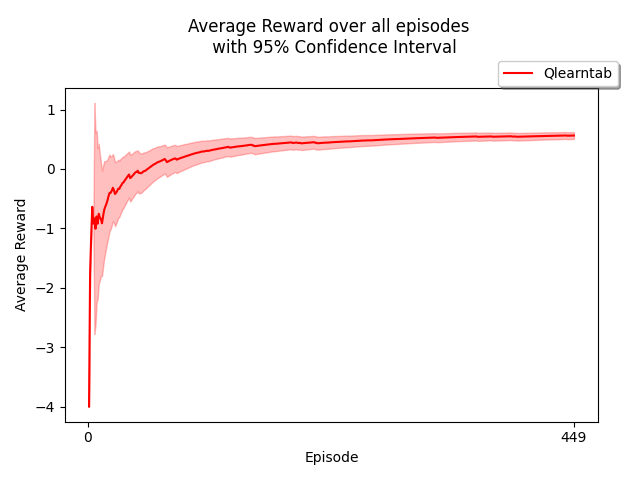 Average Reward over all episodes
with 95% Confidence Interval
Qlearntab
1
0
−1
−2
−3
−4
Average Reward
0
449
Episode